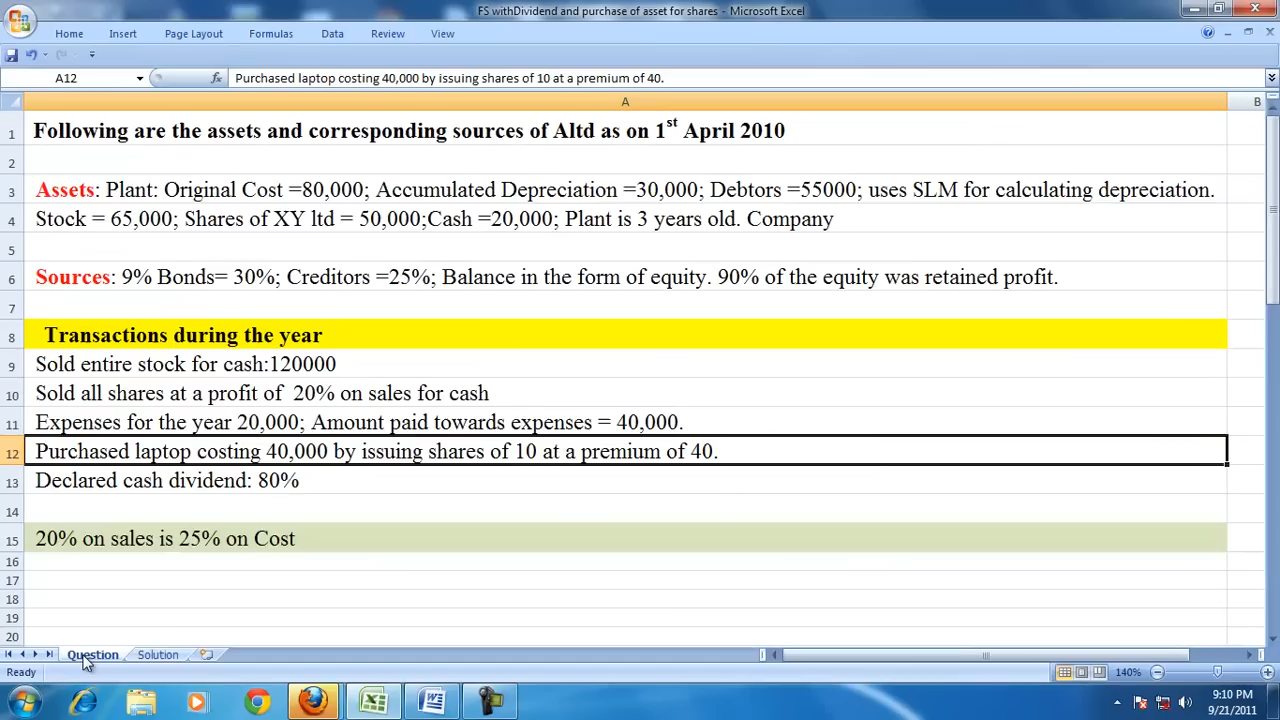 FS withDividend and purchase of asset for shares - Microsoft Excel
Home Insert Page Layout Formulas Data Review View
A12 fx Purchased laptop costing 40,000 by issuing shares of 10 at a premium of 40.
A B
1 Following are the assets and corresponding sources of Altd as on 1st April 2010
2
3 Assets: Plant: Original Cost =80,000; Accumulated Depreciation =30,000; Debtors =55000; uses SLM for calculating depreciation.
4 Stock = 65,000; Shares of XY ltd = 50,000;Cash =20,000; Plant is 3 years old. Company
5
6 Sources: 9% Bonds= 30%; Creditors =25%; Balance in the form of equity. 90% of the equity was retained profit.
7
8 Transactions during the year
9 Sold entire stock for cash:120000
10 Sold all shares at a profit of 20% on sales for cash
11 Expenses for the year 20,000; Amount paid towards expenses = 40,000.
12 Purchased laptop costing 40,000 by issuing shares of 10 at a premium of 40.
13 Declared cash dividend: 80%
14
15 20% on sales is 25% on Cost
16
17
18
19
20
Question Solution
Ready 140%
9:10 PM
9/21/2011